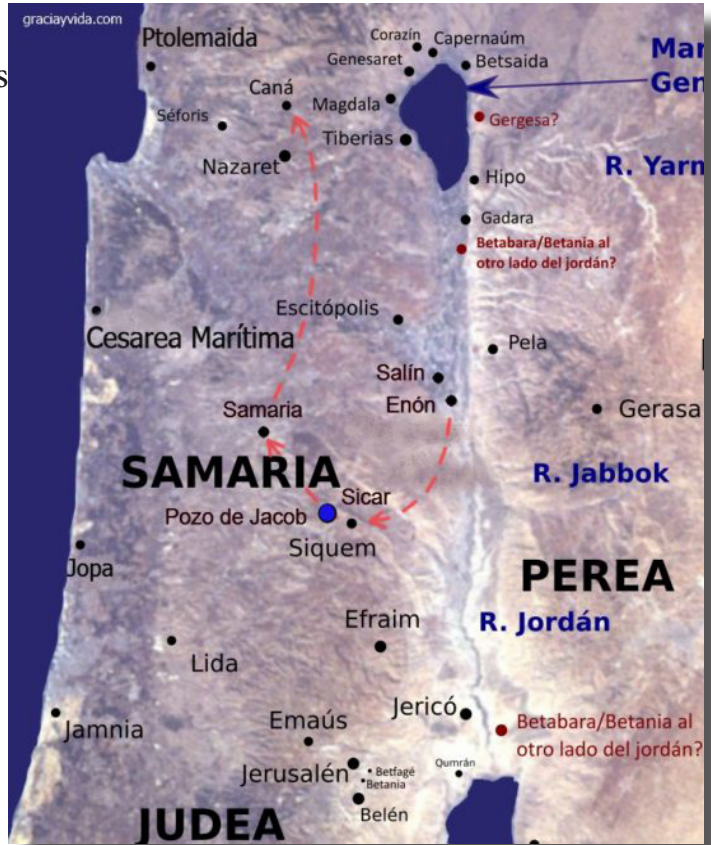 graciayvida.com
Ptolemaida
Corazín
Capernaúm
Genesaret
Betsaida
Mar
Gen
s
Caná
Magdala
Séforis
Gergesa?
Tiberias
Nazaret
R. Yarm
Hipo
Gadara
Betabara/Betania al
otro lado del jordán?
Escitópolis
Cesarea Marítima
Pela
Salín
Enón
Samaria
Gerasa
SAMARIA
R. Jabbok
Sicar
Pozo de Jacob
Siquem
Jopa
PEREA
Efraim
R. Jordán
Lida
Jericó
Jamnia
Emaús
Betabara/Betania al
otro lado del jordán?
Jerusalén
Betfagé
Betania
Qumrán
Belén
JUDEA